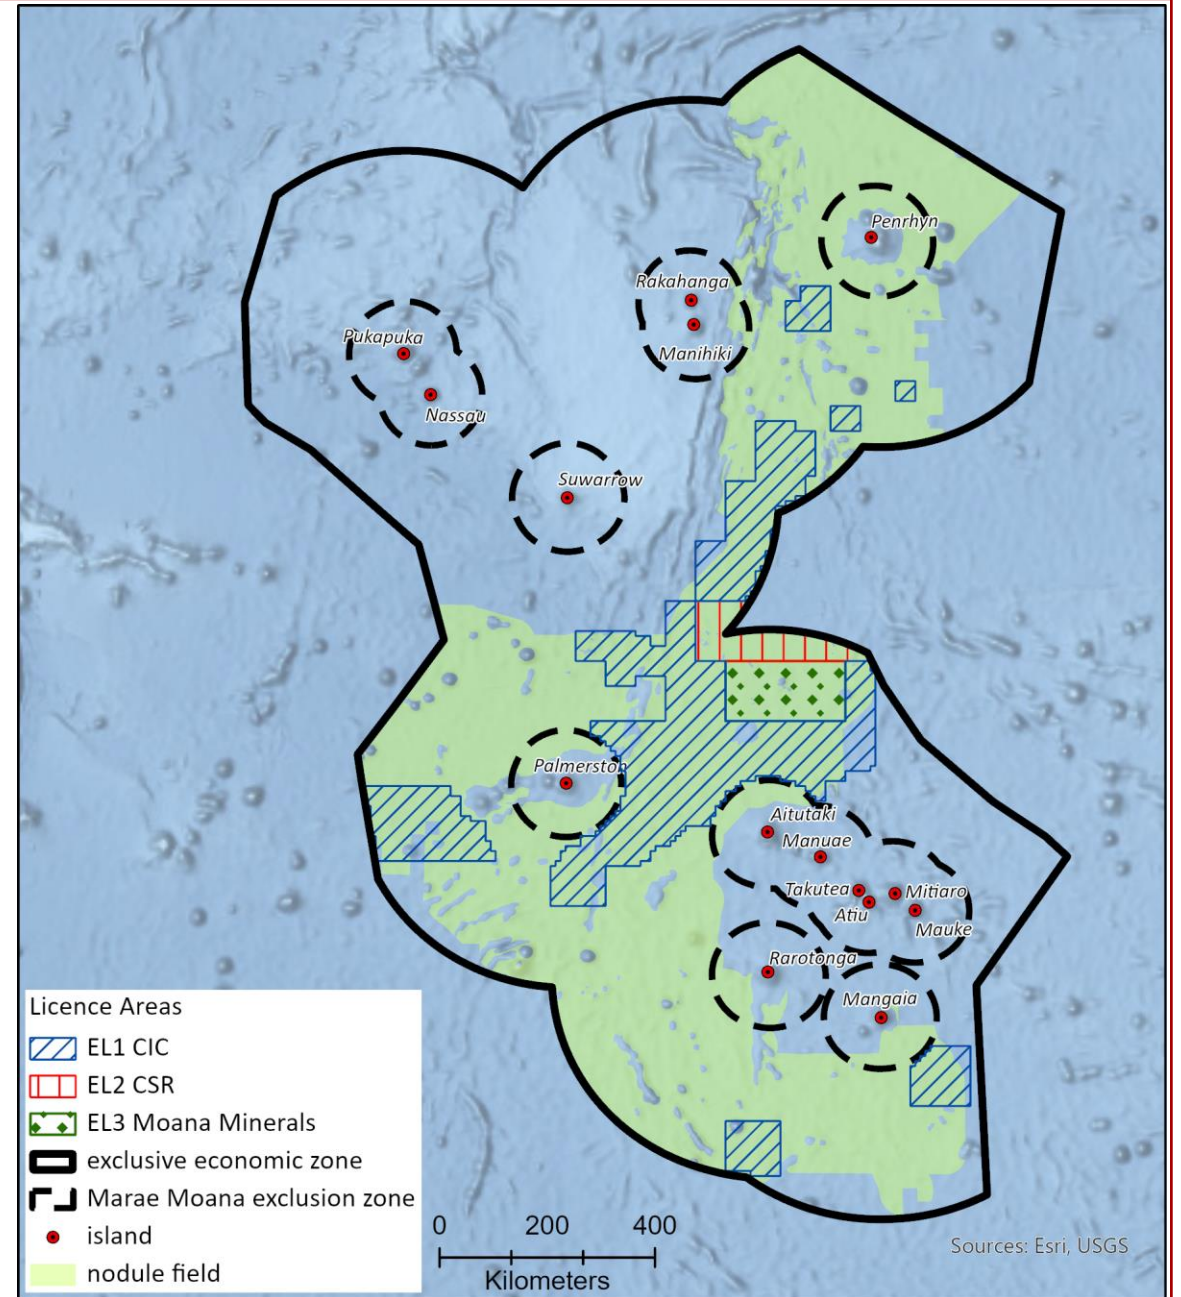 Penrhyn
Rakahanga
Manihiki
Pukapuka
Nassau
Suwarrow
Palmerston
Aitutaki
Manuae
Takutea
Mitiaro
Atiu
Mauke
Rarotonga
Mangaia
Licence Areas
EL1 CIC
EL2 CSR
EL3 Moana Minerals
exclusive economic zone
Marae Moana exclusion zone
island
nodule field
0 200 400
Kilometers
Sources: Esri, USGS